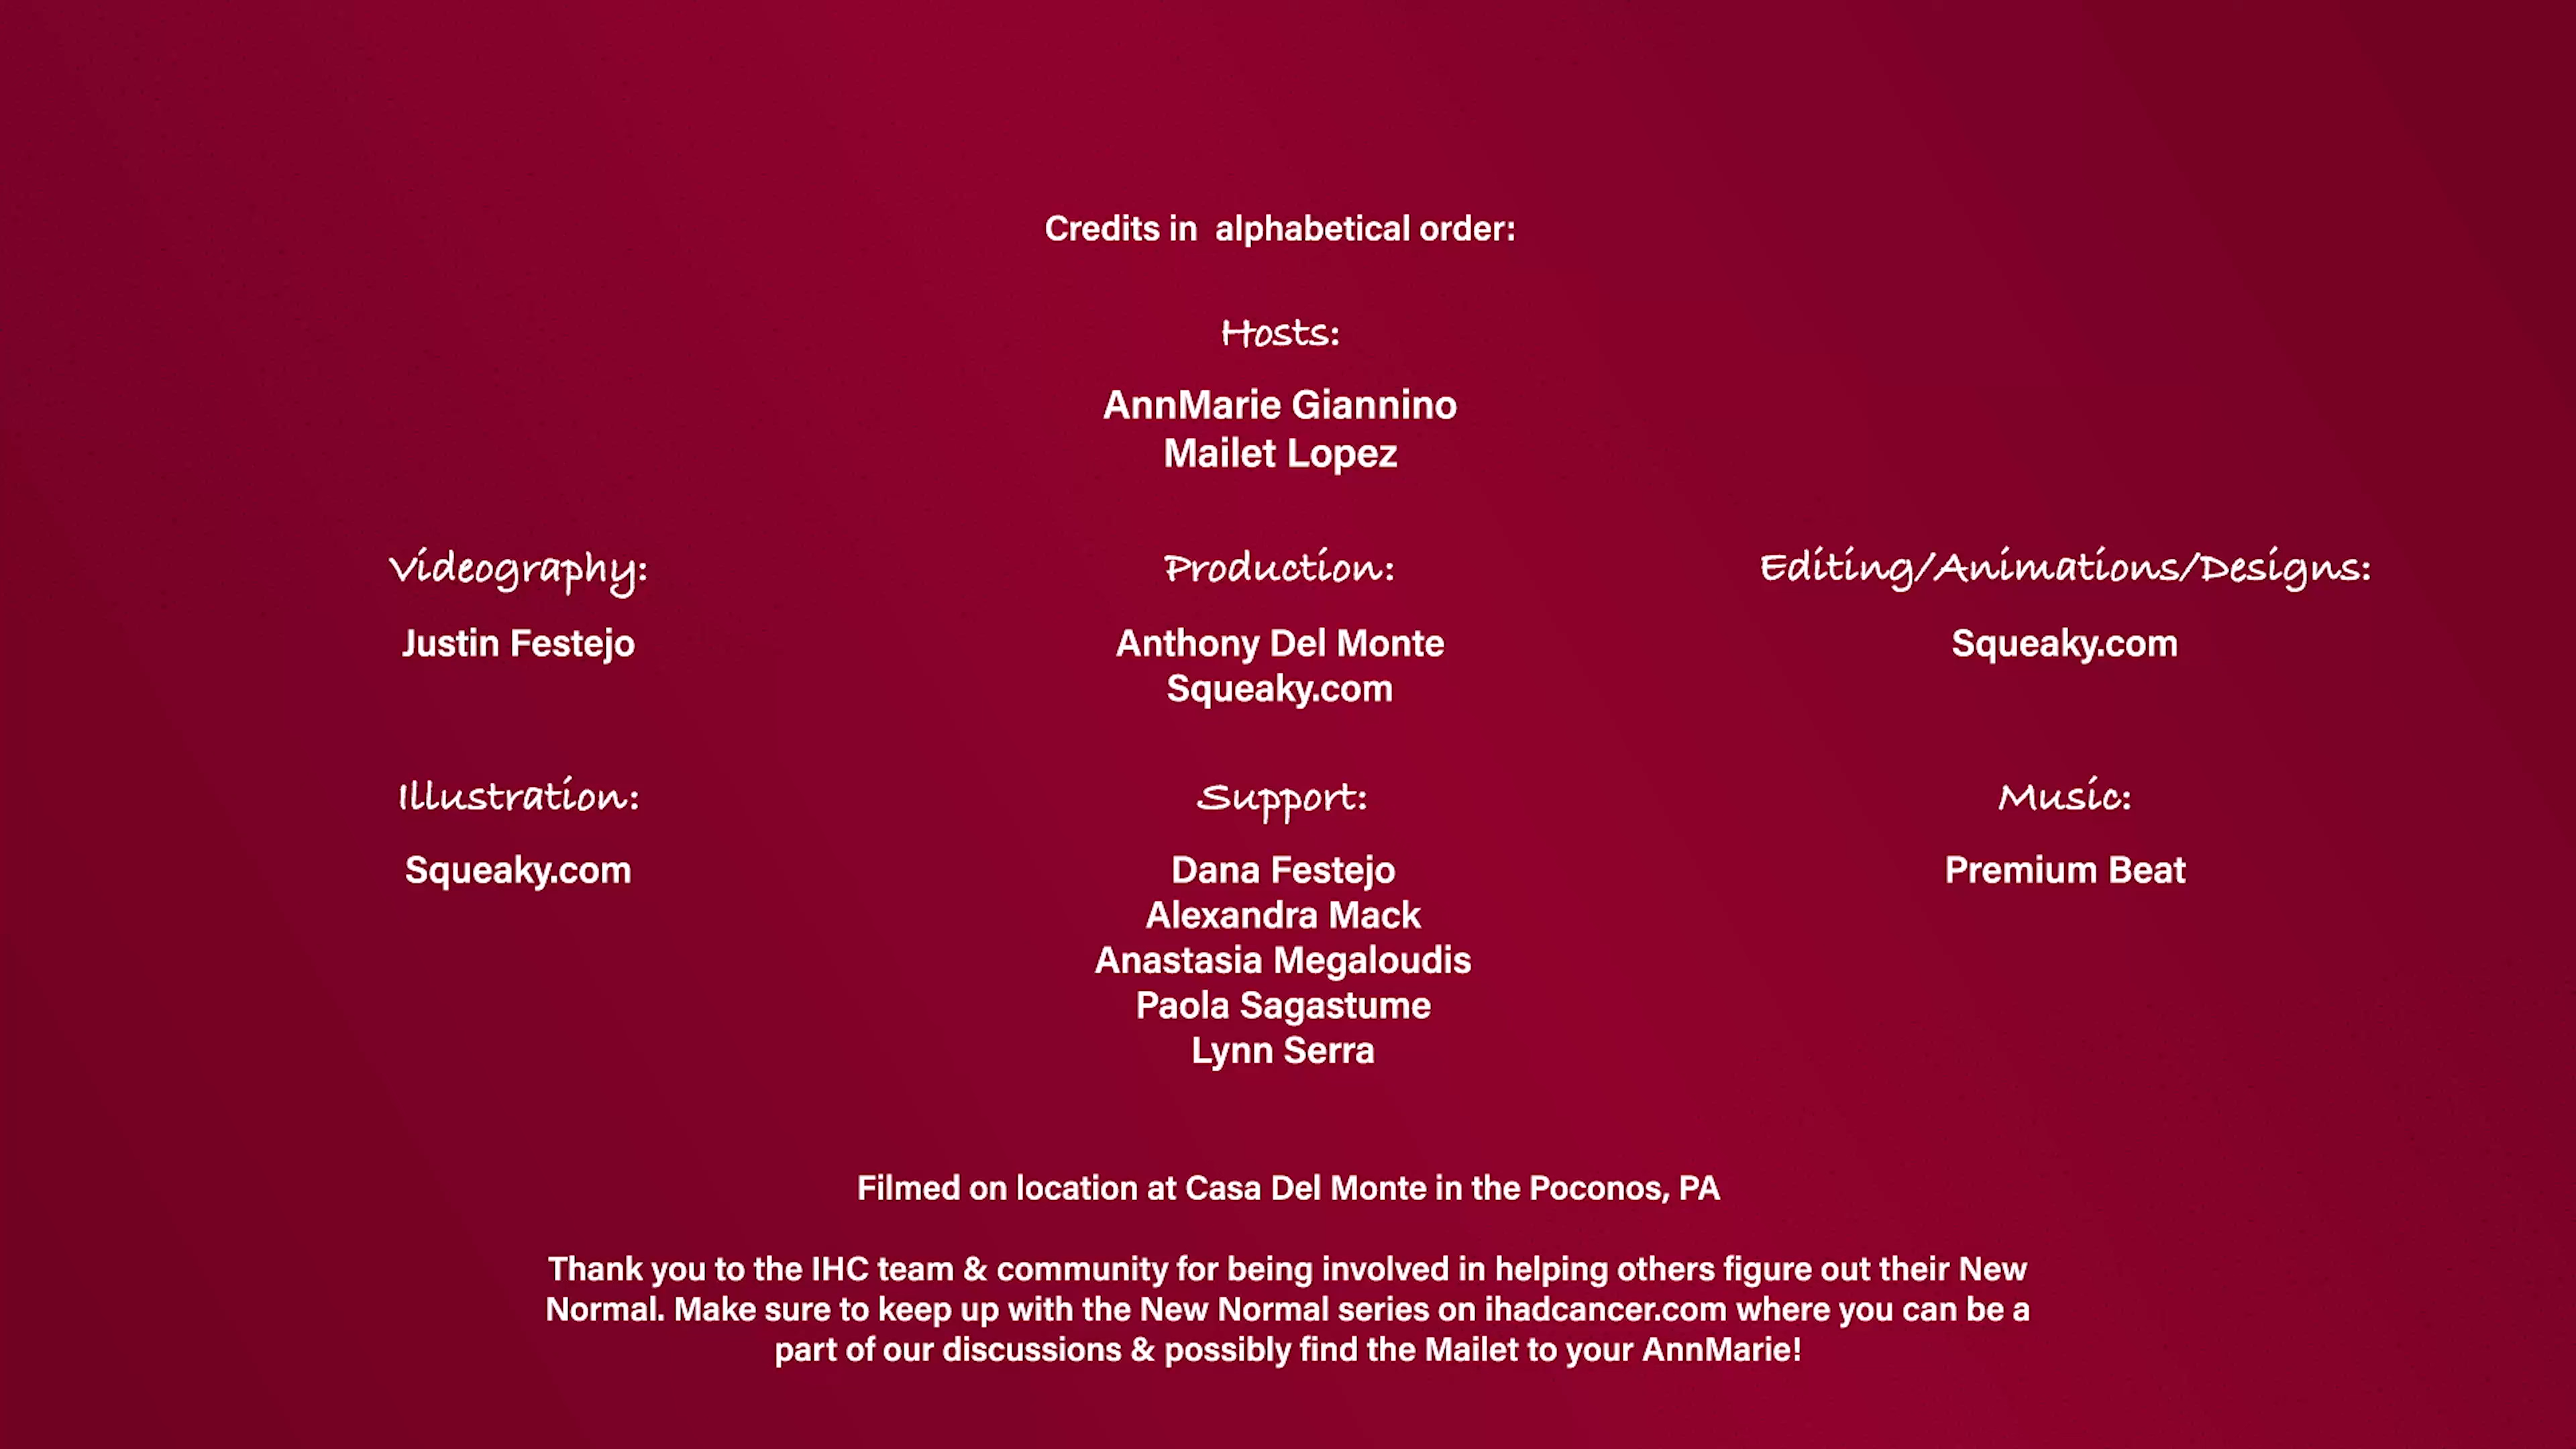 Credits in  alphabetical order:
Hosts:
AnnMarie Giannino
Mailet Lopez
Videography:
Justin Festejo
Production:
Anthony Del Monte
Squeaky.com
Editing/Animations/Designs:
Squeaky.com
Illustration:
Squeaky.com
Support:
Dana Festejo
Alexandra Mack
Anastasia Megaloudis
Paola Sagastume
Lynn Serra
Music:
Premium Beat
Filmed on location at Casa Del Monte in the Poconos, PA
Thank you to the IHC team & community for being involved in helping others figure out their New
Normal. Make sure to keep up with the New Normal series on ihadcancer.com where you can be a
part of our discussions & possibly find the Mailet to your AnnMarie!